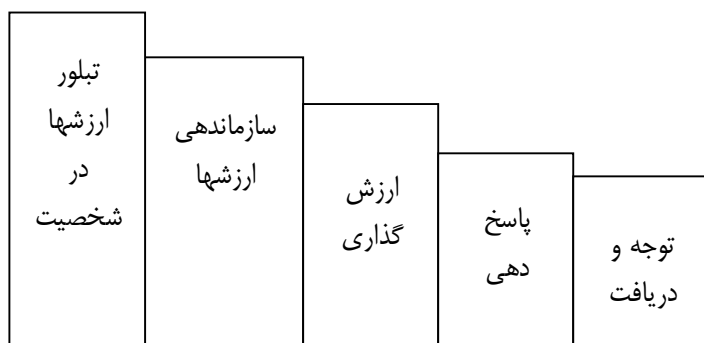 توجه و
دریافت
پاسخ
دهی
ارزش
گذاری
سازماندهی
ارزشها
تبلور
ارزشها
در
شخصیت